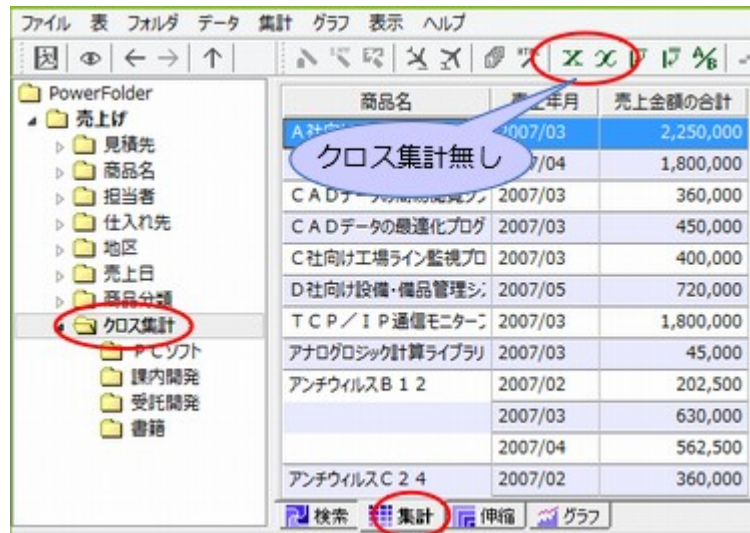 ファイル 表 フォルダ データ 集計 グラフ 表示 ヘルプ
PowerFolder
売上げ
見積先
商品名
担当者
仕入れ先
地区
売上日
商品分類
クロス集計
ＰＣソフト
課内開発
受託開発
書籍
商品名 売上年月 売上金額の合計
クロス集計無し
2007/03 2,250,000
/04 1,800,000
2007/03 360,000
ＣＡＤデータの最適化プログ 2007/03 450,000
Ｃ社向け工場ライン監視プロ 2007/03 400,000
Ｄ社向け設備・備品管理シ 2007/05 720,000
ＴＣＰ／ＩＰ通信モニター 2007/03 1,800,000
アナログロジック計算ライブラリ 2007/03 45,000
アンチウィルスＢ１２ 2007/02 202,500
2007/03 630,000
2007/04 562,500
アンチウィルスＣ２４ 2007/02 360,000
検索 集計 伸縮 グラフ